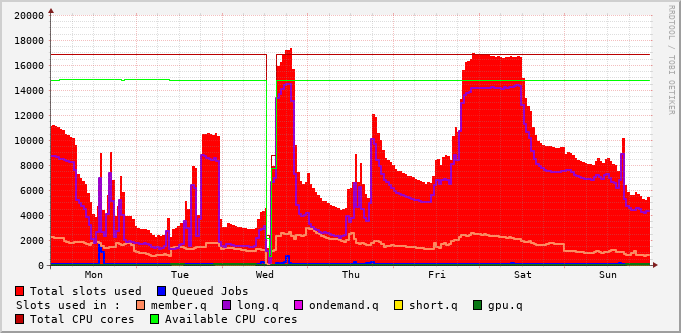 20000
18000
16000
14000
12000
10000
8000
6000
4000
2000
0
Mon Tue Wed Thu Fri Sat Sun
RRDTOOL / TOBI OETIKER
Total slots used Queued Jobs
Slots used in : member.q long.q ondemand.q short.q gpu.q
Total CPU cores Available CPU cores